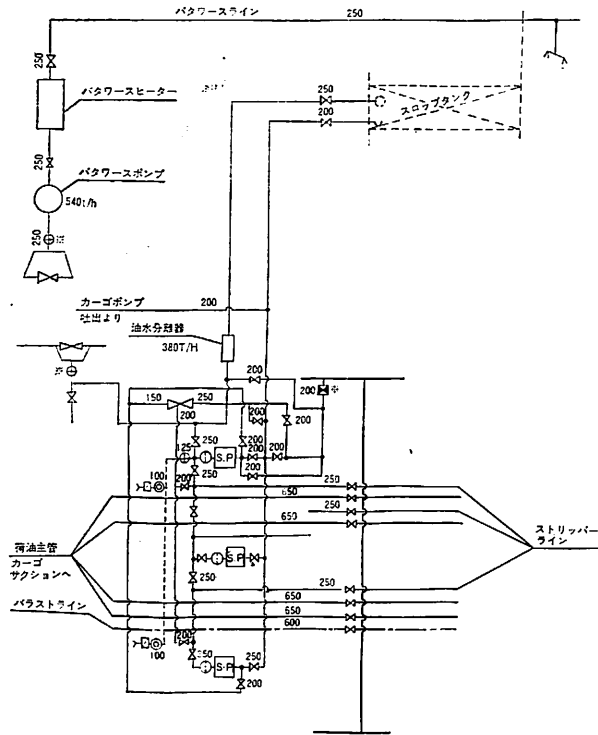 バタワースライン 250
250
バタワースヒーター
250
スロップタンク
200
250
バタワースポンプ
540t/h
250
※
カーゴポンプ 200
吐出より
油水分離器
380T/H
※
200
200 ※
150 250
200
200
200
250
200
125
S.P
200 200
250
200
100
200
250
650
650
ストリッパー
ライン
荷油主管
カーゴ
サクションへ
S.P
250
250
650
650
バラストライン
600
200
100
250
S.P
250
200